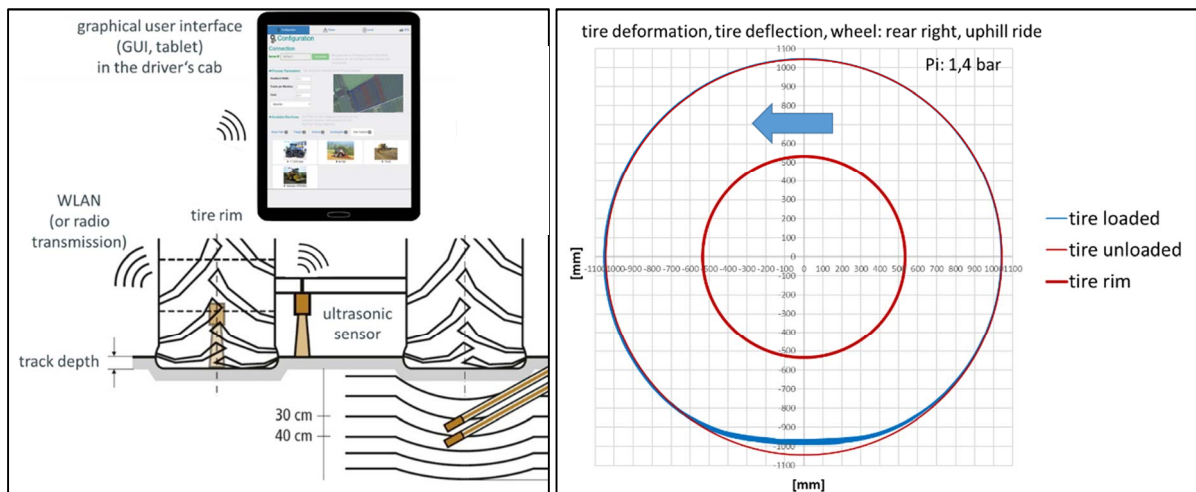 graphical user interface
(GUI, tablet)
in the driver's cab
Configuration
Configuration
Connection
WLAN
(or radio
transmission)
tire rim
ultrasonic
sensor
track depth
30 cm
40 cm
tire deformation, tire deflection, wheel: rear right, uphill ride
Pi: 1,4 bar
1100
1000
900
800
700
600
500
400
300
200
100
0
-1100 -1000 -900 -800 -700 -600 -500 -400 -300 -200 -100 0 100 200 300 400 500 600 700 800 900 1000 1100
-100
-200
-300
-400
-500
-600
-700
-800
-900
-1000
-1100
[mm]
[mm]
tire loaded
tire unloaded
tire rim